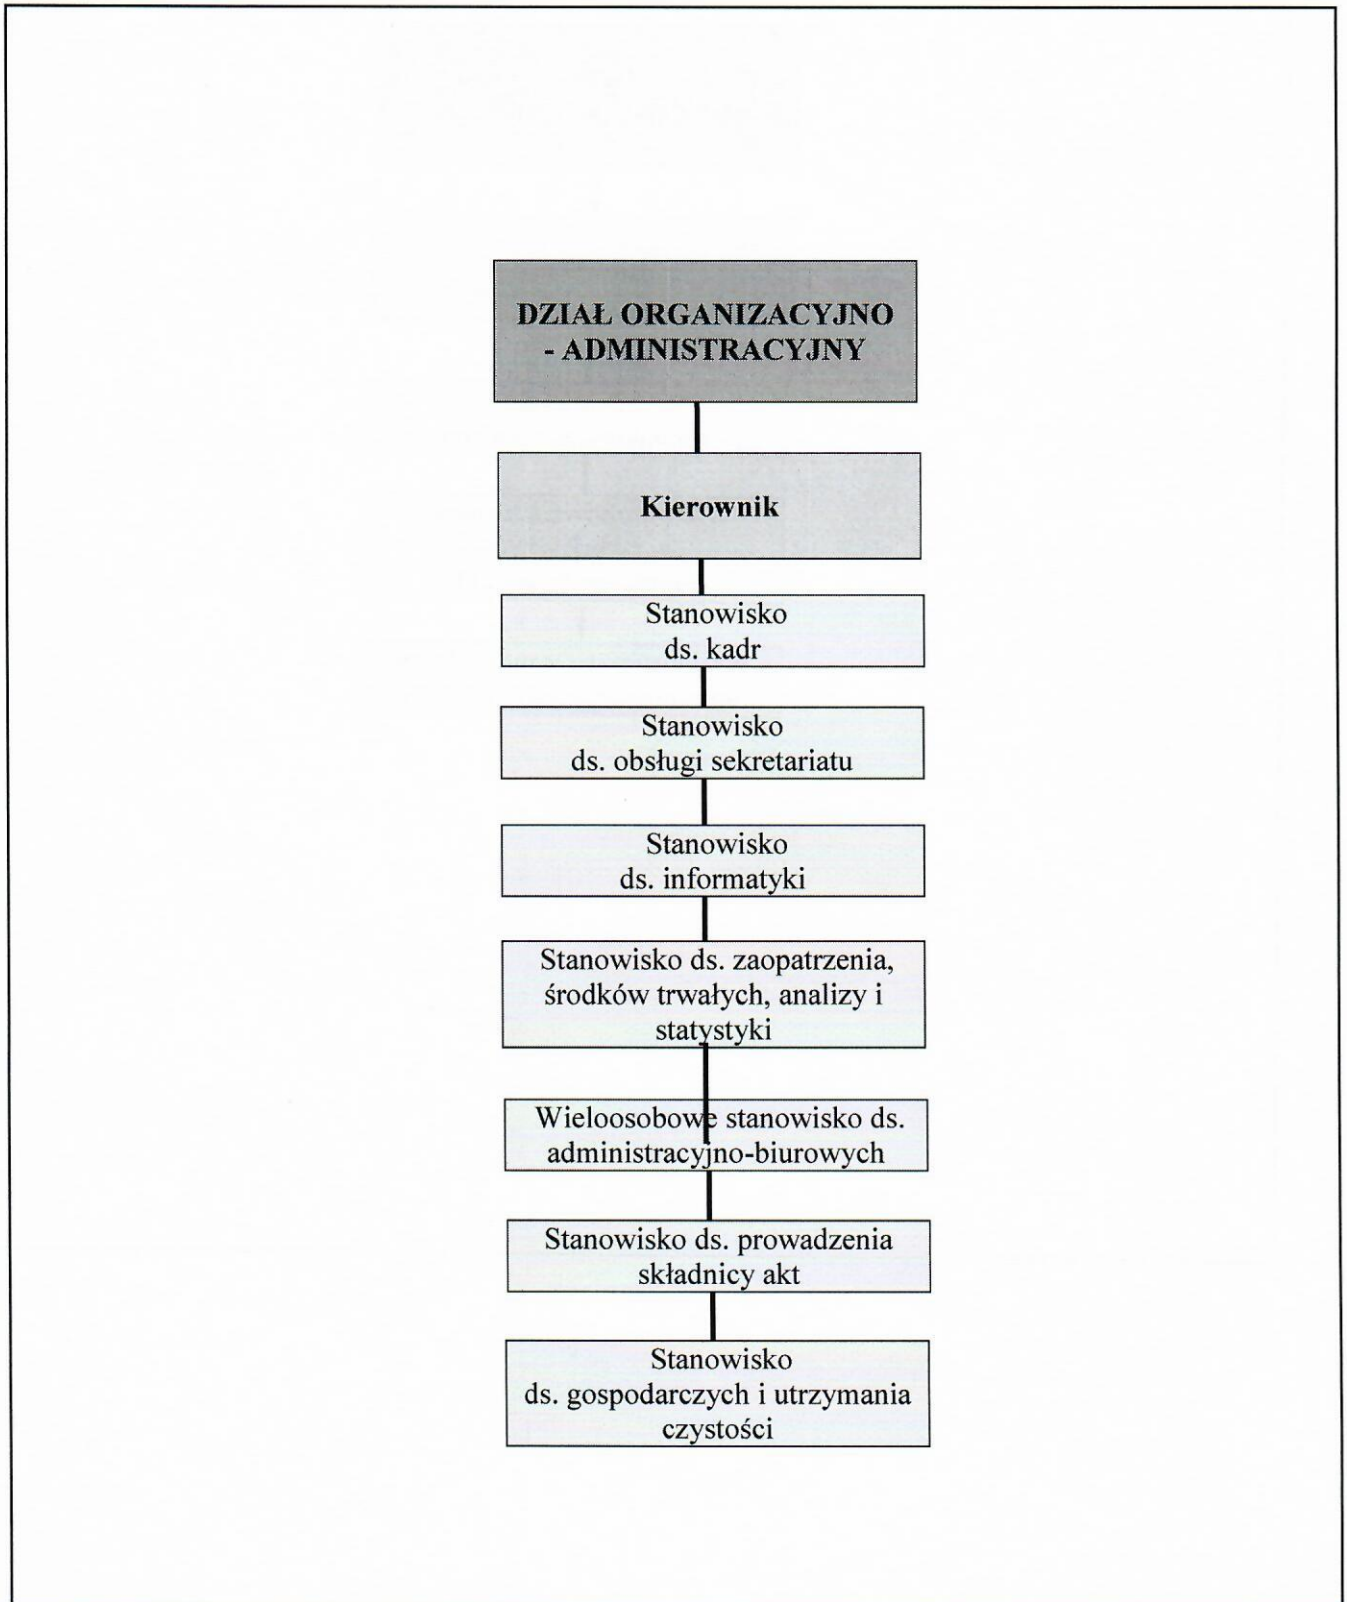 DZIAŁ ORGANIZACYJNO
- ADMINISTRACYJNY
Kierownik
Stanowisko
ds. kadr
Stanowisko
ds. obsługi sekretariatu
Stanowisko
ds. informatyki
Stanowisko ds. zaopatrzenia,
środków trwałych, analizy i
statystyki
Wieloosobowe stanowisko ds.
administracyjno-biurowych
Stanowisko ds. prowadzenia
składnicy akt
Stanowisko
ds. gospodarczych i utrzymania
czystości